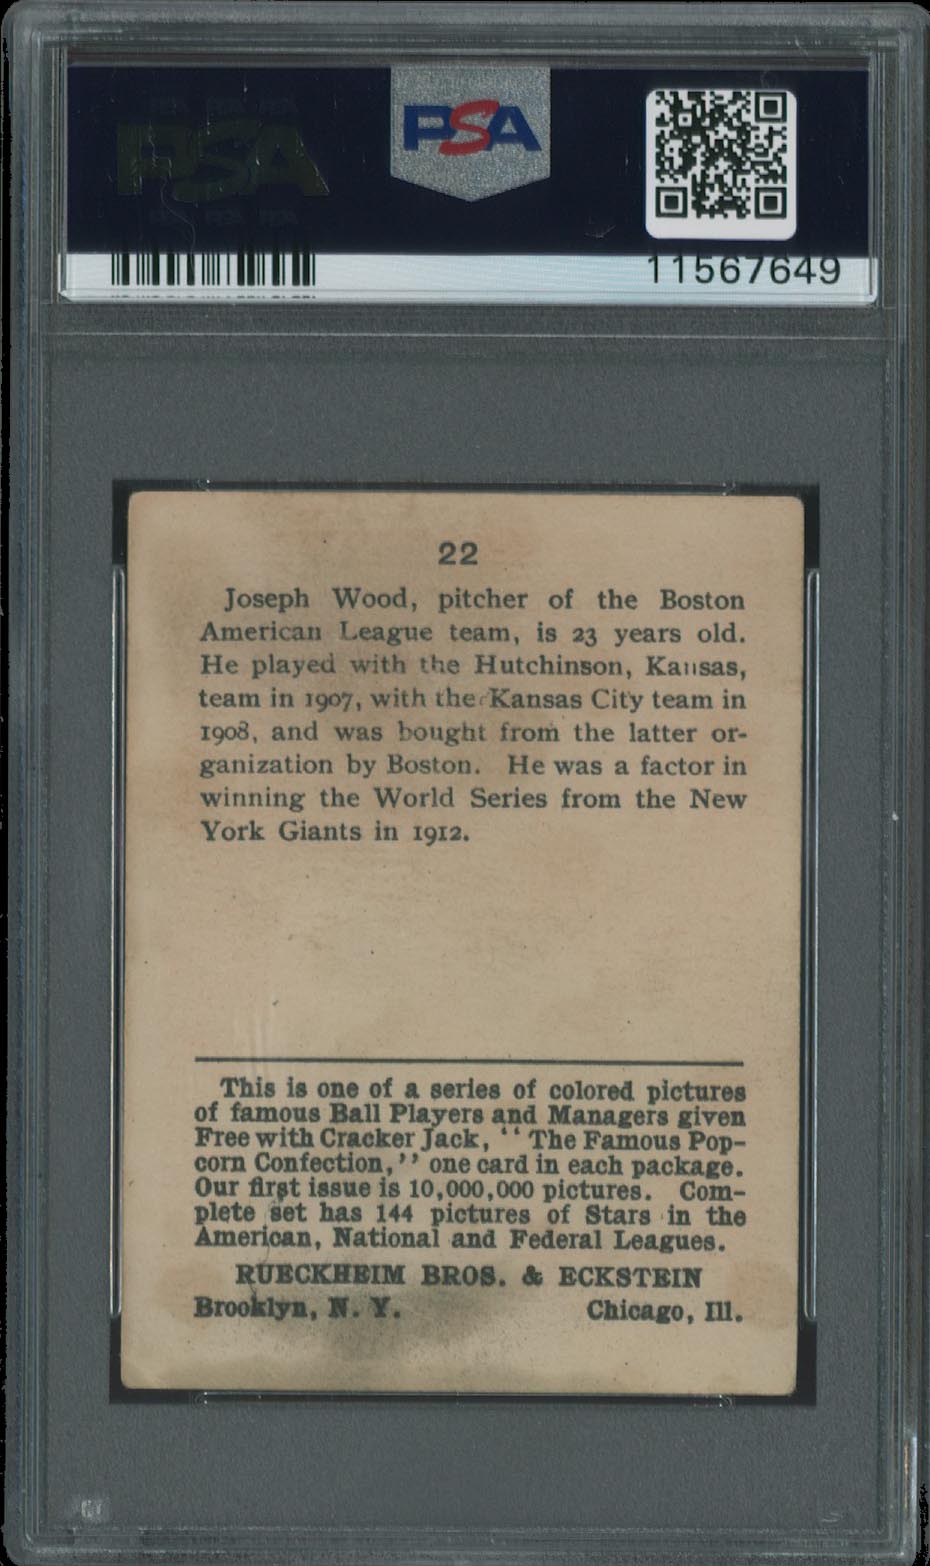 PSA
PSA
11567649
22
Joseph Wood, pitcher of the Boston
American League team, is 23 years old.
He played with the Hutchinson, Kansas,
team in 1907, with the Kansas City team in
1908, and was bought from the latter or-
ganization by Boston. He was a factor in
winning the World Series from the New
York Giants in 1912.
This is one of a series of colored pictures
of famous Ball Players and Managers given
Free with Cracker Jack, “ The Famous Pop-
corn Confection,” one card in each package.
Our first issue is 10,000,000 pictures. Com-
plete set has 144 pictures of Stars in the
American, National and Federal Leagues.
RUECKHEIM BROS. & ECKSTEIN
Brooklyn, N. Y. Chicago, Ill.